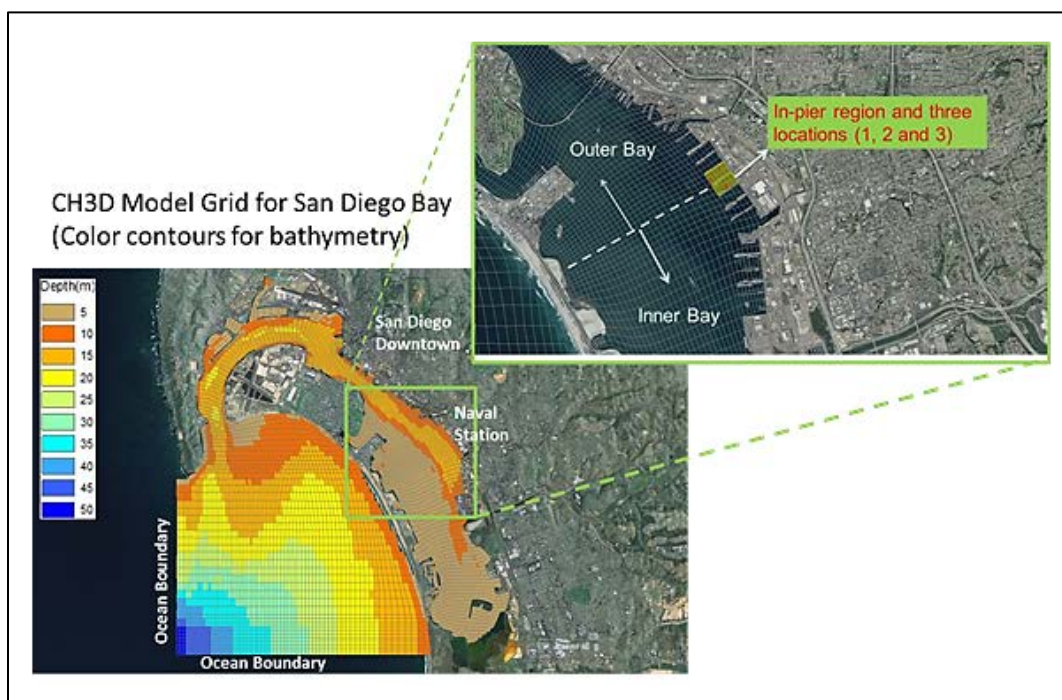 In-pier region and three
locations (1, 2 and 3)
Outer Bay
Inner Bay
CH3D Model Grid for San Diego Bay
(Color contours for bathymetry)
Depth(m)
5
10
15
20
25
30
35
40
45
50
San Diego
Downtown
Naval
Station
Ocean Boundary
Ocean Boundary